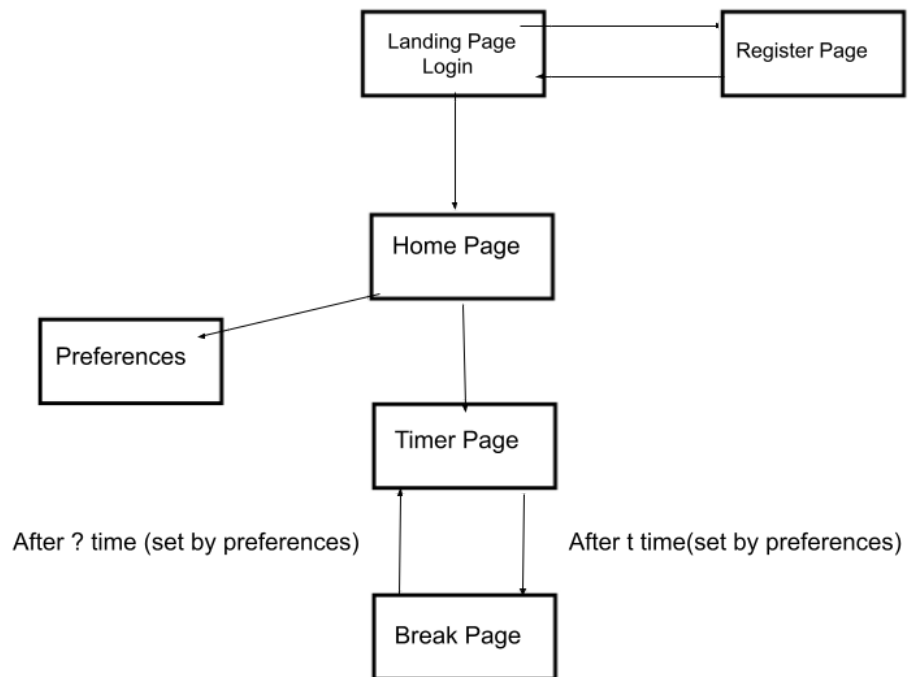 Landing Page
Login
Register Page
Home Page
Preferences
Timer Page
After ? time (set by preferences)
After t time(set by preferences)
Break Page